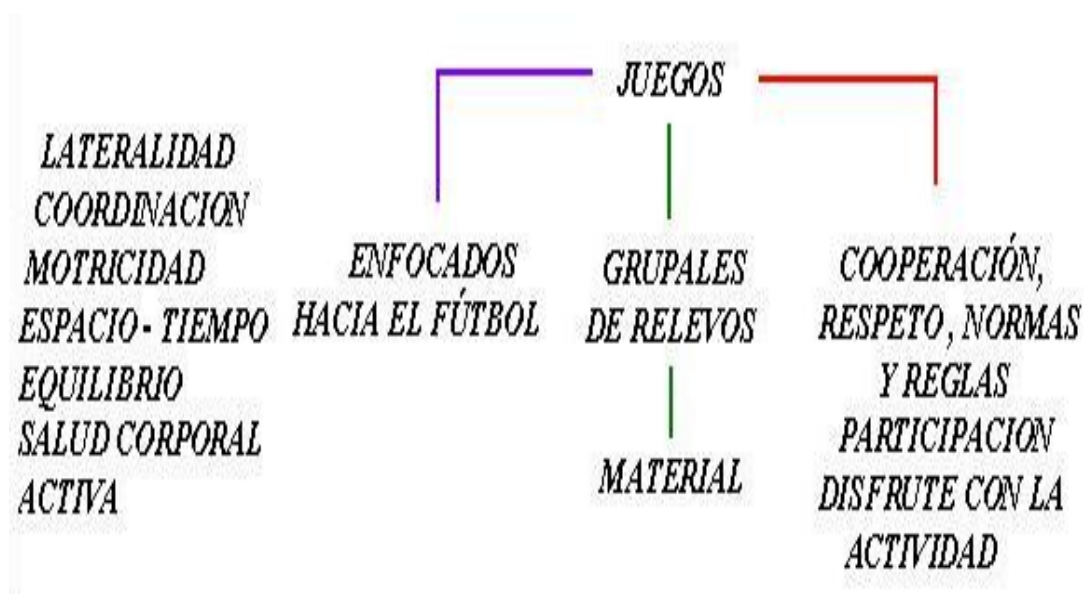 JUEGOS
LATERALIDAD
COORDINACION
MOTRICIDAD
ESPACIO - TIEMPO
EQUILIBRIO
SALUD CORPORAL
ACTIVA
ENFOCADOS
HACIA EL FÚTBOL
GRUPALES
DE RELEVOS
MATERIAL
COOPERACIÓN,
RESPETO, NORMAS
Y REGLAS
PARTICIPACION
DISFRUTE CON LA
ACTIVIDAD